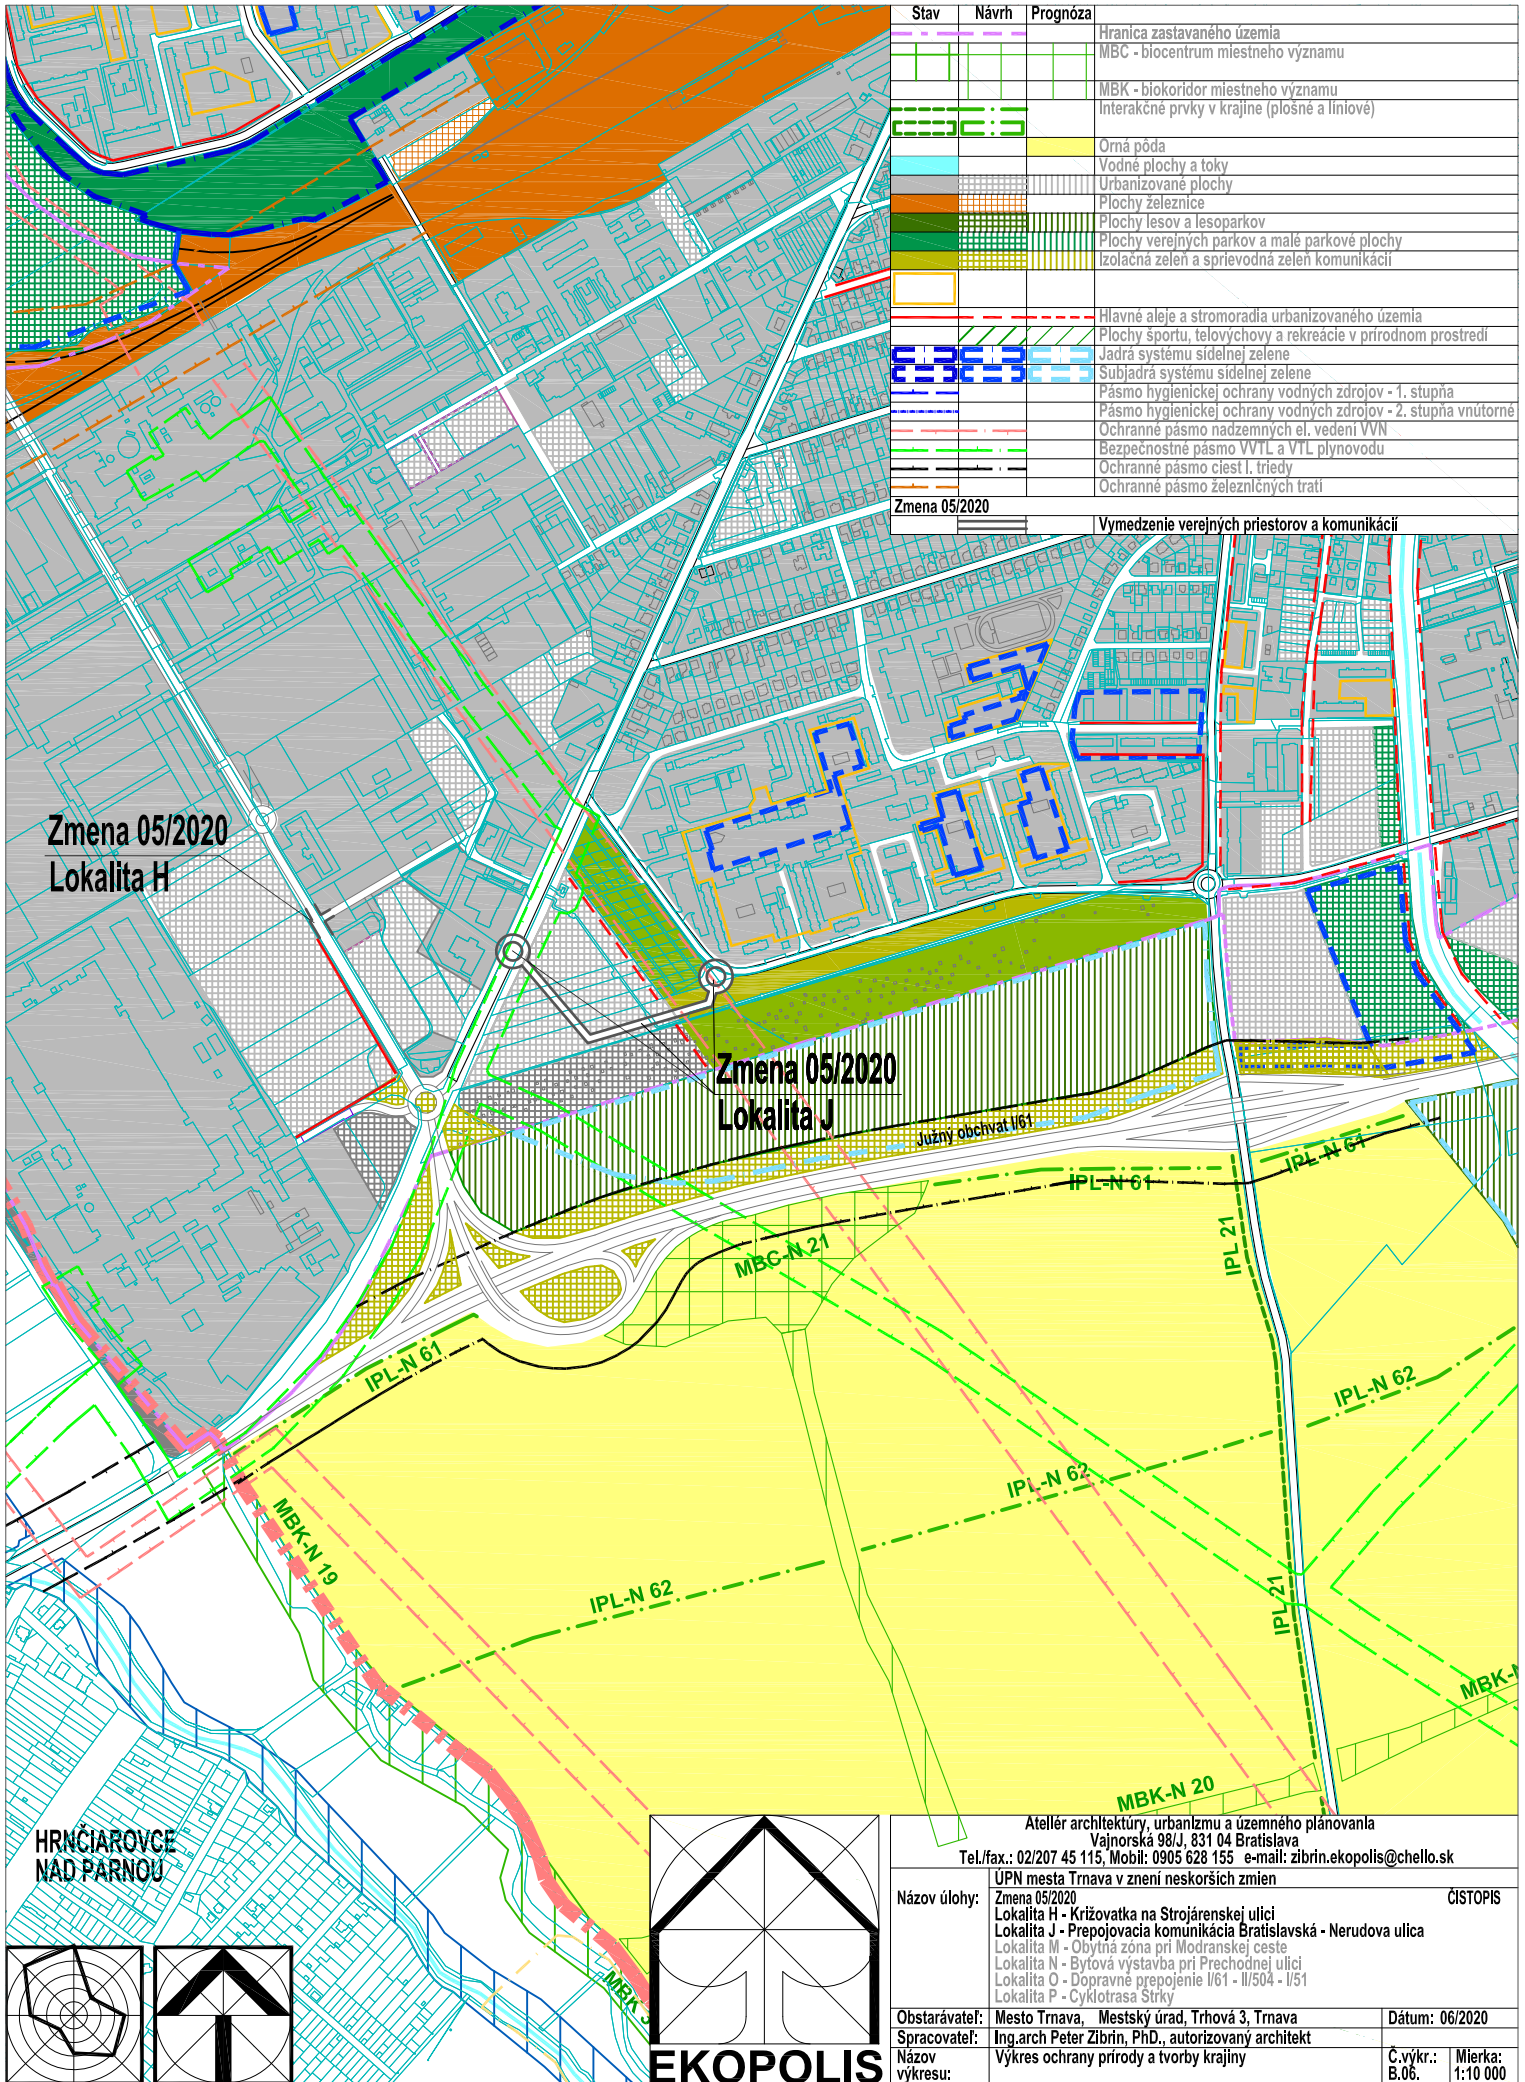 Stav Návrh Prognóza
Hranica zastavaného územia
MBC - biocentrum miestneho významu
MBK - biokoridor miestneho významu
Interakčné prvky v krajine (plošné a líniové)
Orná pôda
Vodné plochy a toky
Urbanizované plochy
Plochy železnice
Plochy lesov a lesoparkov
Plochy verejných parkov a malé parkové plochy
Izolačná zeleň a sprievodná zeleň komunikácií
Hlavné aleje a stromoradia urbanizovaného územia
Plochy športu, telovýchovy a rekreácie v prírodnom prostredí
Jadrá systému sídelnej zelene
Subjadrá systému sídelnej zelene
Pásmo hygienickej ochrany vodných zdrojov - 1. stupňa
Pásmo hygienickej ochrany vodných zdrojov - 2. stupňa vnútorné
Ochranné pásmo nadzemných el. vedení VVN
Bezpečnostné pásmo VVTL a VTL plynovodu
Ochranné pásmo ciest I. triedy
Ochranné pásmo železničných tratí
Zmena 05/2020
Vymedzenie verejných priestorov a komunikácií
Zmena 05/2020
Lokalita H
Zmena 05/2020
Lokalita J
Južný obchvat I/61
IPL-N 61
IPL-N 61
IPL 21
MBC-N 21
IPL-N 61
IPL-N 62
IPL-N 62
MBK-N 19
IPL-N 62
IPL 21
MBK-N
MBK-N 20
HRNČIAROVCE
NAD PARNOU
MBK 3
EKOPOLIS
Ateliér architektúry, urbanizmu a územného plánovania
Vajnorská 98/J, 831 04 Bratislava
Tel./fax.: 02/207 45 115, Mobil: 0905 628 155 e-mail: zibrin.ekopolis@chello.sk
Názov úlohy: ÚPN mesta Trnava v znení neskorších zmien
Zmena 05/2020 ČISTOPIS
Lokalita H - Križovatka na Strojárenskej ulici
Lokalita J - Prepojovacia komunikácia Bratislavská - Nerudova ulica
Lokalita M - Obytná zóna pri Modranskej ceste
Lokalita N - Bytová výstavba pri Prechodnej ulici
Lokalita O - Dopravné prepojenie I/61 - II/504 - I/51
Lokalita P - Cyklotrasa Štrky
Obstarávateľ: Mesto Trnava, Mestský úrad, Trhová 3, Trnava Dátum: 06/2020
Spracovateľ: Ing.arch Peter Zibrin, PhD., autorizovaný architekt
Názov výkresu: Výkres ochrany prírody a tvorby krajiny Č.výkr.: B.06. Mierka: 1:10 000